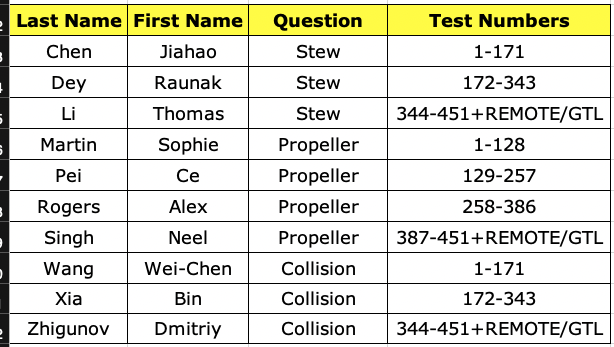 Last Name First Name Question Test Numbers
Chen Jiahao Stew 1-171
Dey Raunak Stew 172-343
Li Thomas Stew 344-451+REMOTE/GTL
Martin Sophie Propeller 1-128
Pei Ce Propeller 129-257
Rogers Alex Propeller 258-386
Singh Neel Propeller 387-451+REMOTE/GTL
Wang Wei-Chen Collision 1-171
Xia Bin Collision 172-343
Zhigunov Dmitriy Collision 344-451+REMOTE/GTL